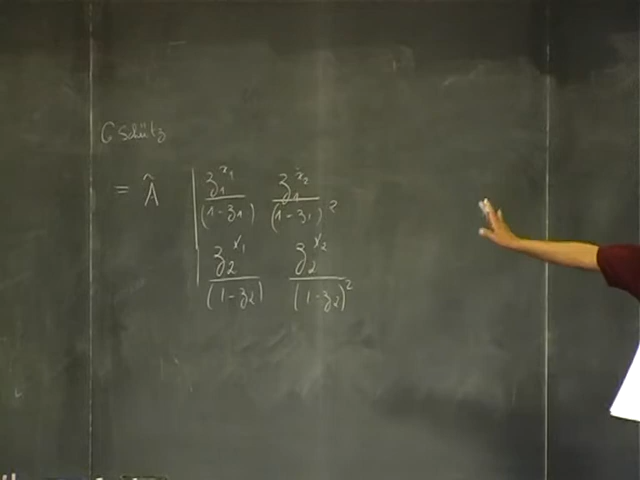 G Schütz
= Â | z₁^{x₁} / (1-z₁)   z₁^{x₂} / (1-z₁)²
z₂^{x₁} / (1-z₂)   z₂^{x₂} / (1-z₂)²